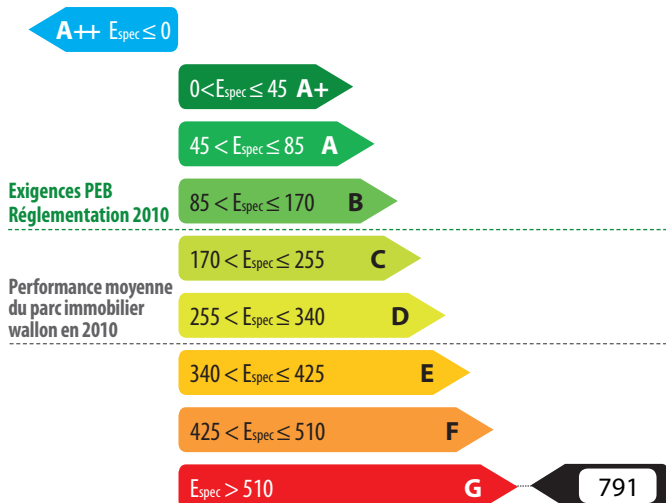 A++ Espec ≤ 0
0<Espec ≤ 45 A+
45 < Espec ≤ 85 A
Exigences PEB
Réglementation 2010
85 < Espec ≤ 170 B
170 < Espec ≤ 255 C
Performance moyenne
du parc immobilier
wallon en 2010
255 < Espec ≤ 340 D
340 < Espec ≤ 425 E
425 < Espec ≤ 510 F
Espec > 510 G 791